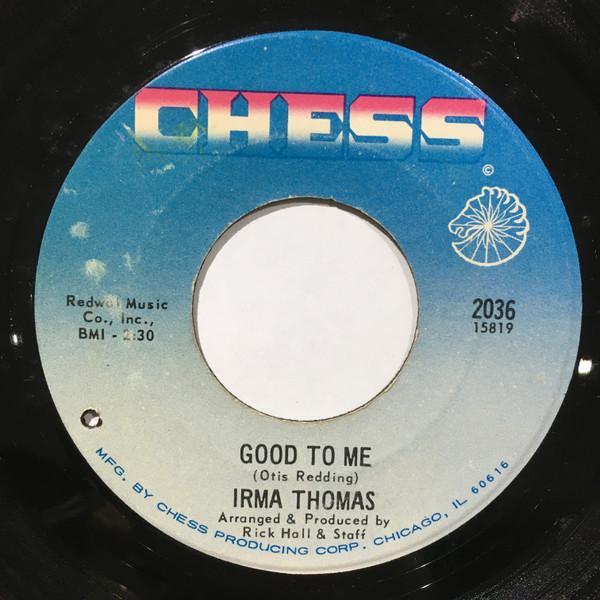 CHESS
©
Redwal Music
Co., Inc.,
BMI - 2:30
2036
15819
GOOD TO ME
(Otis Redding)
IRMA THOMAS
Arranged & Produced by
Rick Hall & Staff
MFG. BY CHESS PRODUCING CORP. CHICAGO, IL 60616